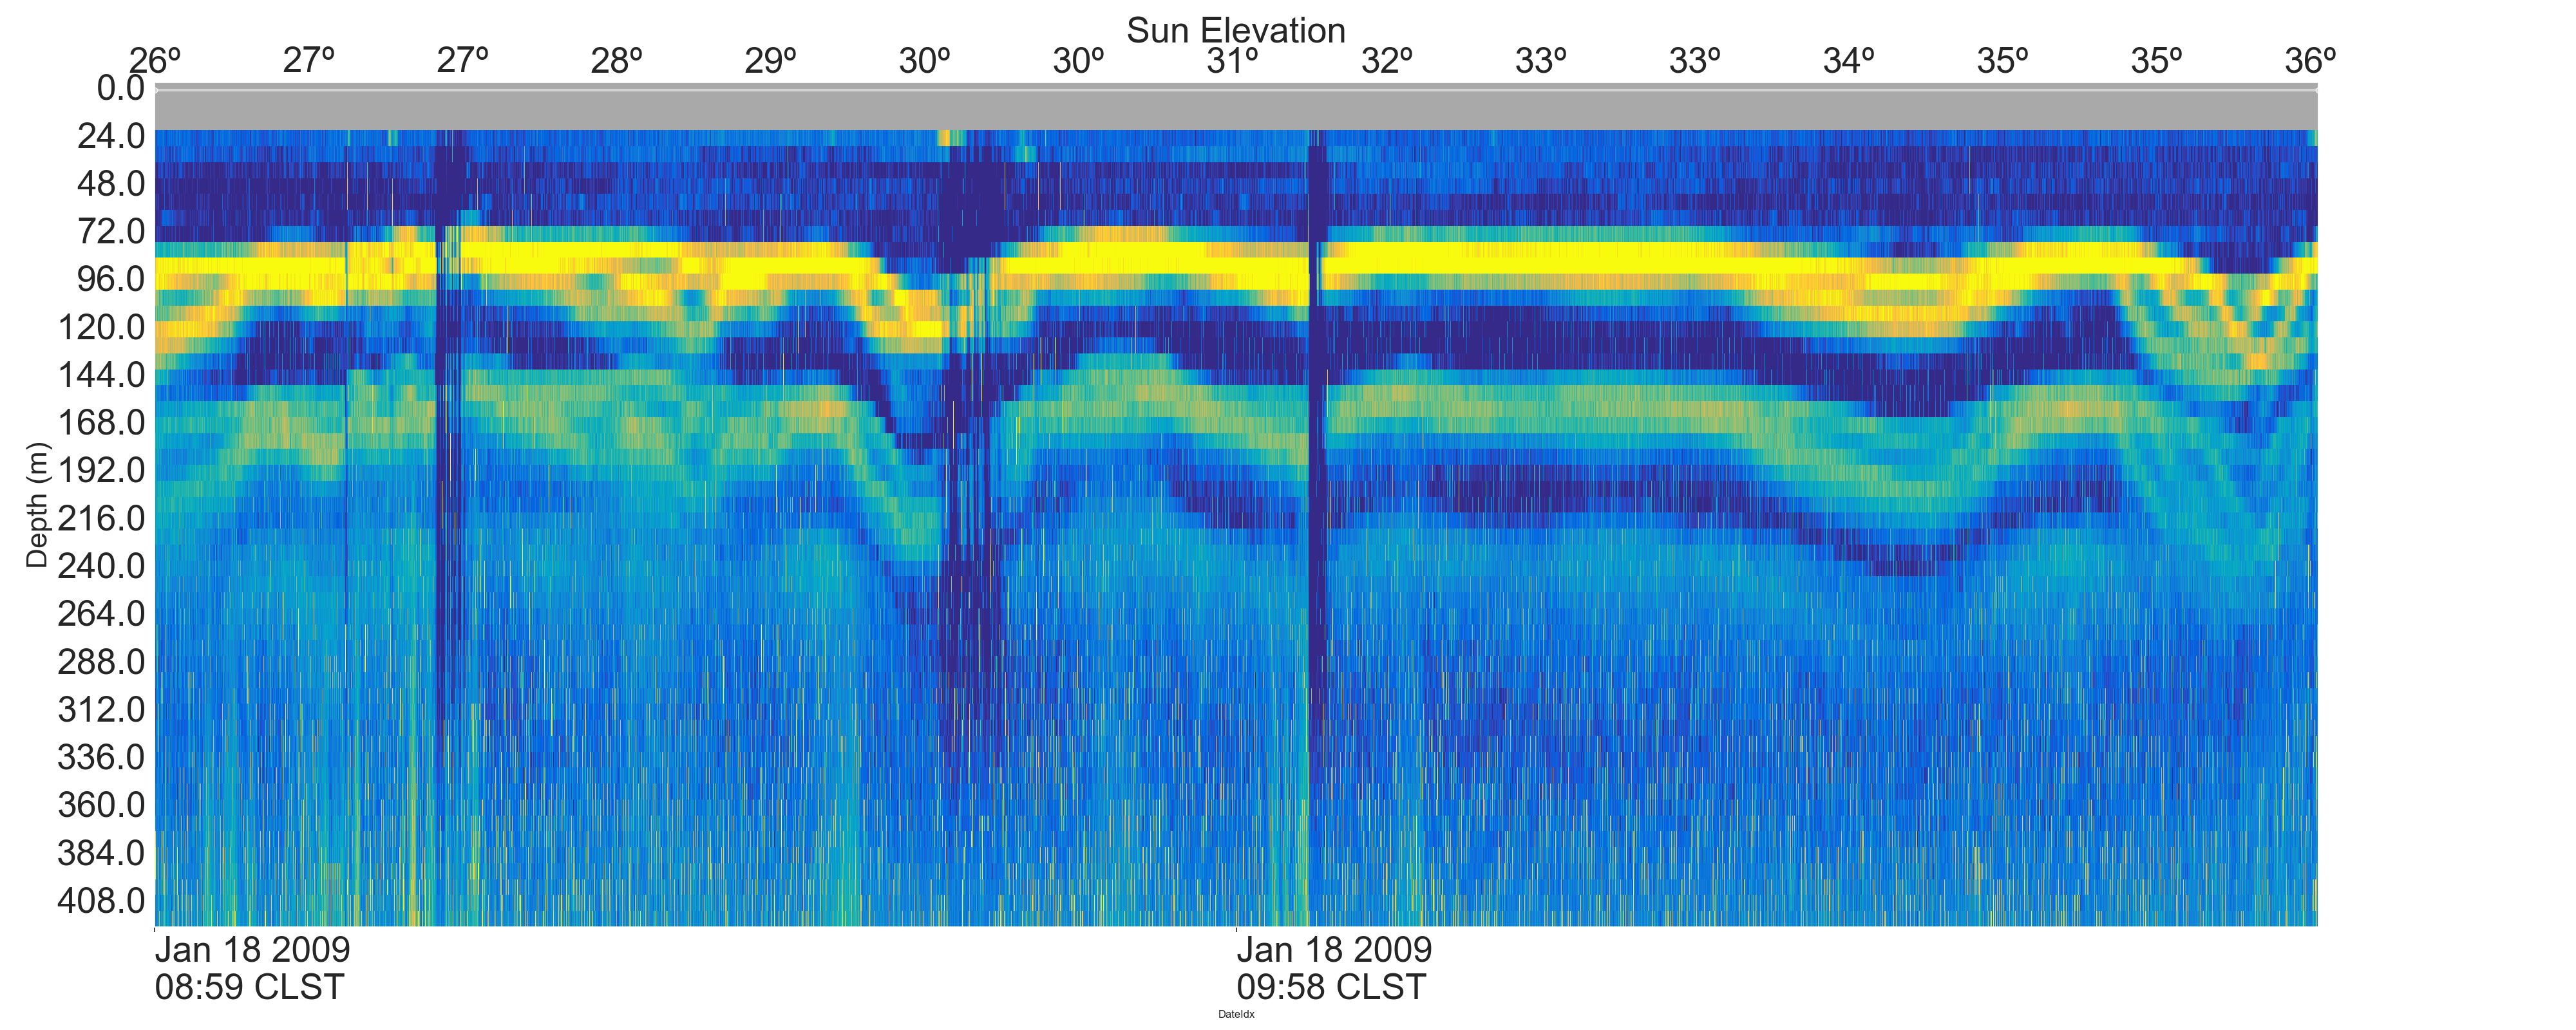 Sun Elevation
26º 27º 27º 28º 29º 30º 30º 31º 32º 33º 33º 34º 35º 35º 36º
0.0
24.0
48.0
72.0
96.0
120.0
144.0
168.0
192.0
216.0
240.0
264.0
288.0
312.0
336.0
360.0
384.0
408.0
Depth (m)
Jan 18 2009
08:59 CLST
Jan 18 2009
09:58 CLST
DateIdx